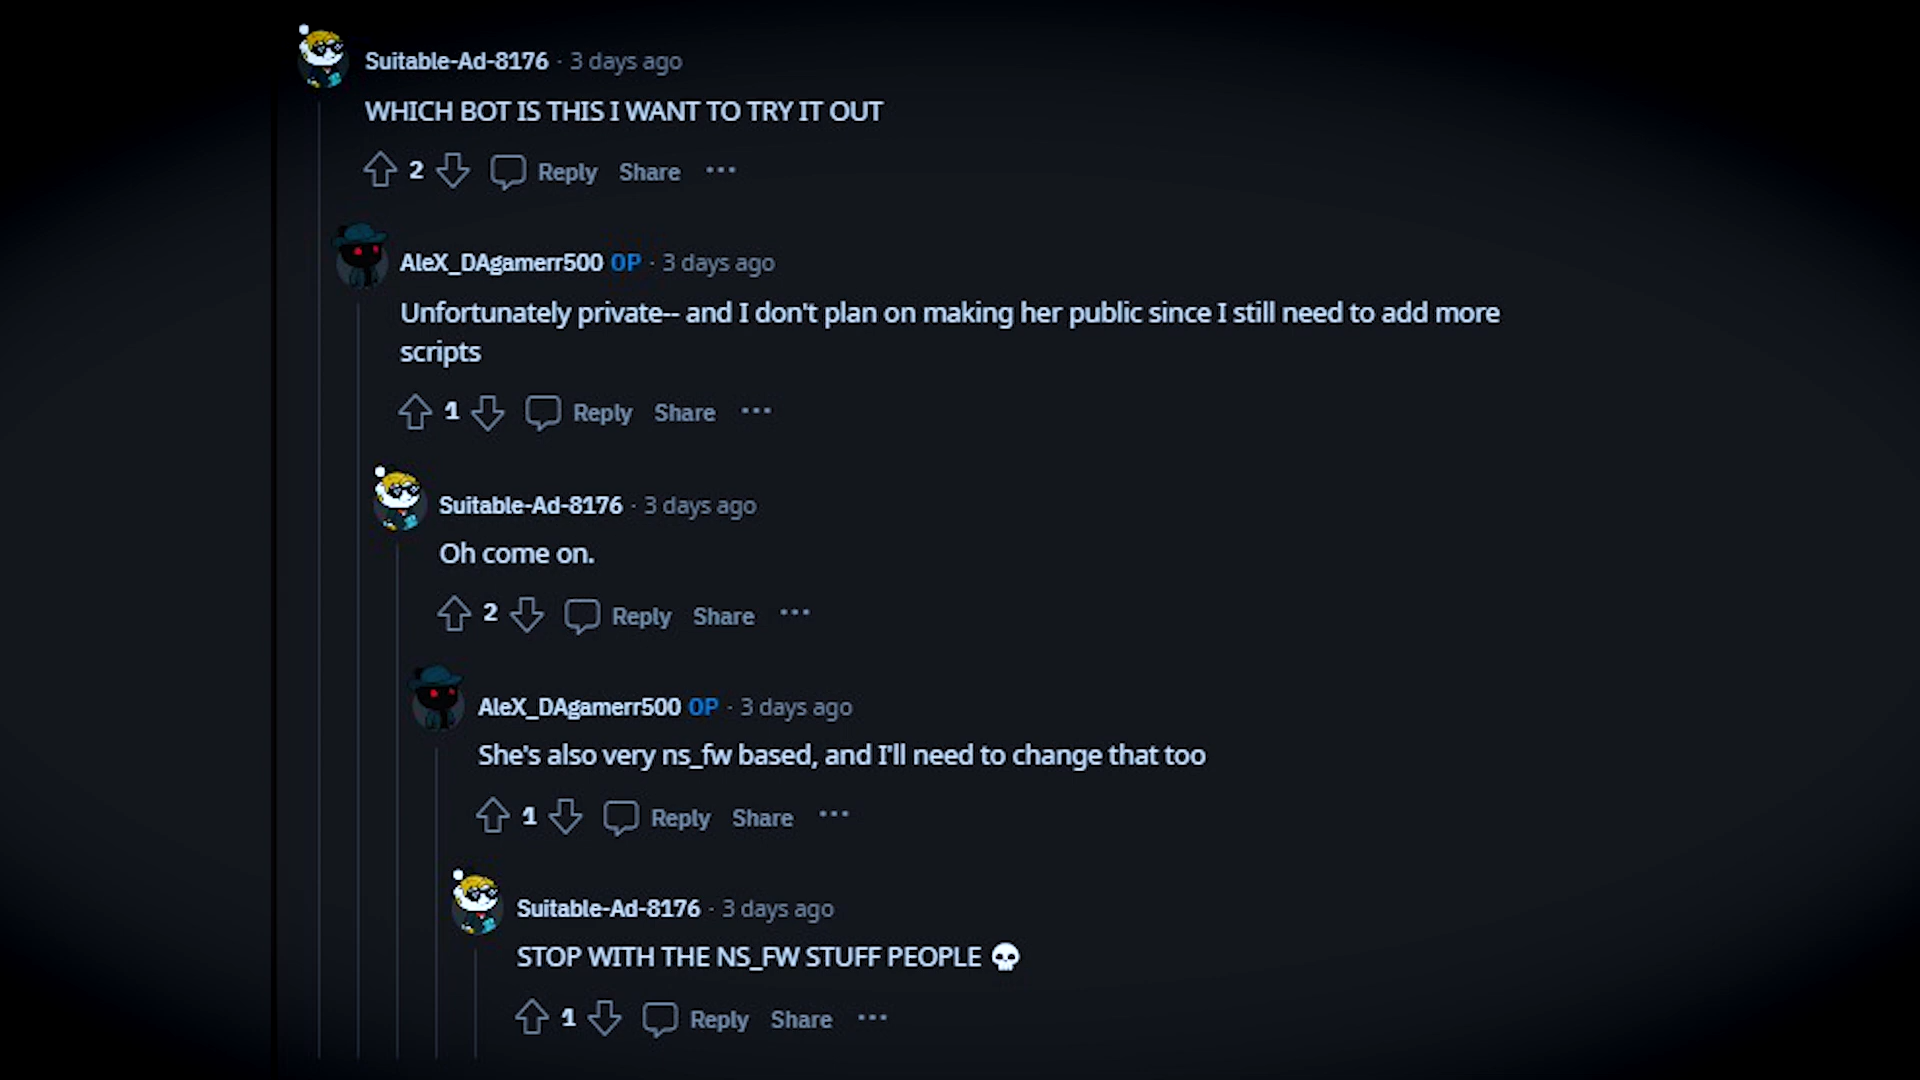 Suitable-Ad-8176 · 3 days ago
WHICH BOT IS THIS I WANT TO TRY IT OUT
2 Reply Share ···
AleX_DAgamerr500 OP · 3 days ago
Unfortunately private-- and I don't plan on making her public since I still need to add more
scripts
1 Reply Share ···
Suitable-Ad-8176 · 3 days ago
Oh come on.
2 Reply Share ···
AleX_DAgamerr500 OP · 3 days ago
She's also very ns_fw based, and I'll need to change that too
1 Reply Share ···
Suitable-Ad-8176 · 3 days ago
STOP WITH THE NS_FW STUFF PEOPLE 💀
1 Reply Share ···